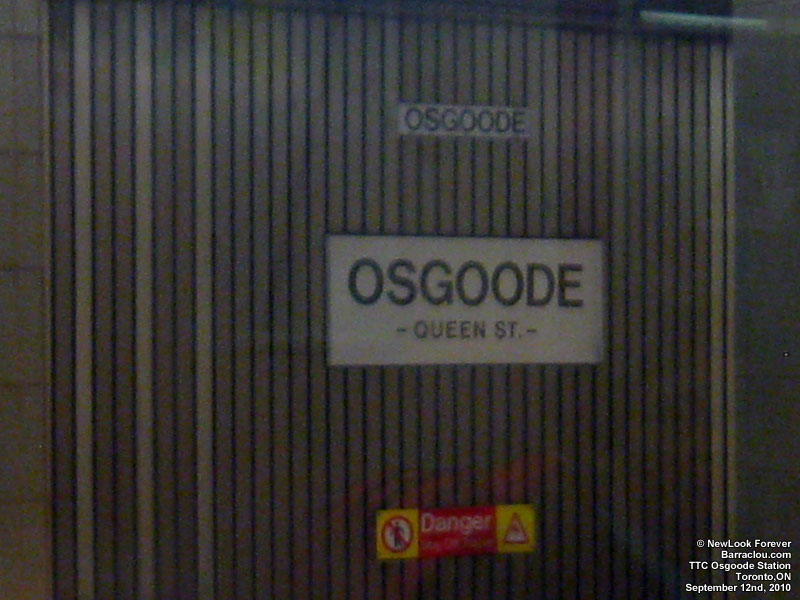 OSGOODE
OSGOODE
– QUEEN ST. –
Danger
© NewLook Forever
Barraclou.com
TTC Osgoode Station
Toronto,ON
September 12nd, 2010